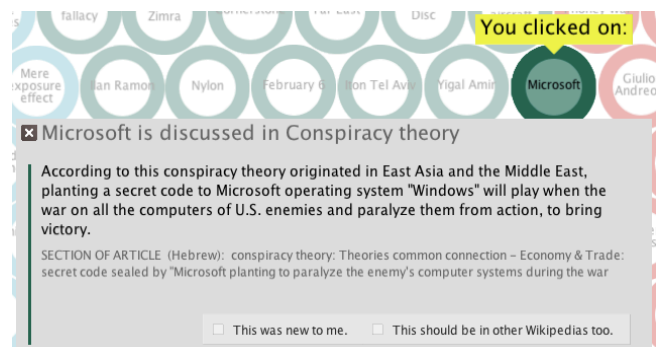 fallacy
Zimra
Far East
Disc
You clicked on:
Mere
exposure
effect
Ilan Ramon
Nylon
February 6
Iton Tel Aviv
Yigal Amir
Microsoft
Giulio
Andreo
Microsoft is discussed in Conspiracy theory
According to this conspiracy theory originated in East Asia and the Middle East,
planting a secret code to Microsoft operating system "Windows" will play when the
war on all the computers of U.S. enemies and paralyze them from action, to bring
victory.
SECTION OF ARTICLE (Hebrew): conspiracy theory: Theories common connection – Economy & Trade:
secret code sealed by "Microsoft planting to paralyze the enemy's computer systems during the war
This was new to me.
This should be in other Wikipedias too.